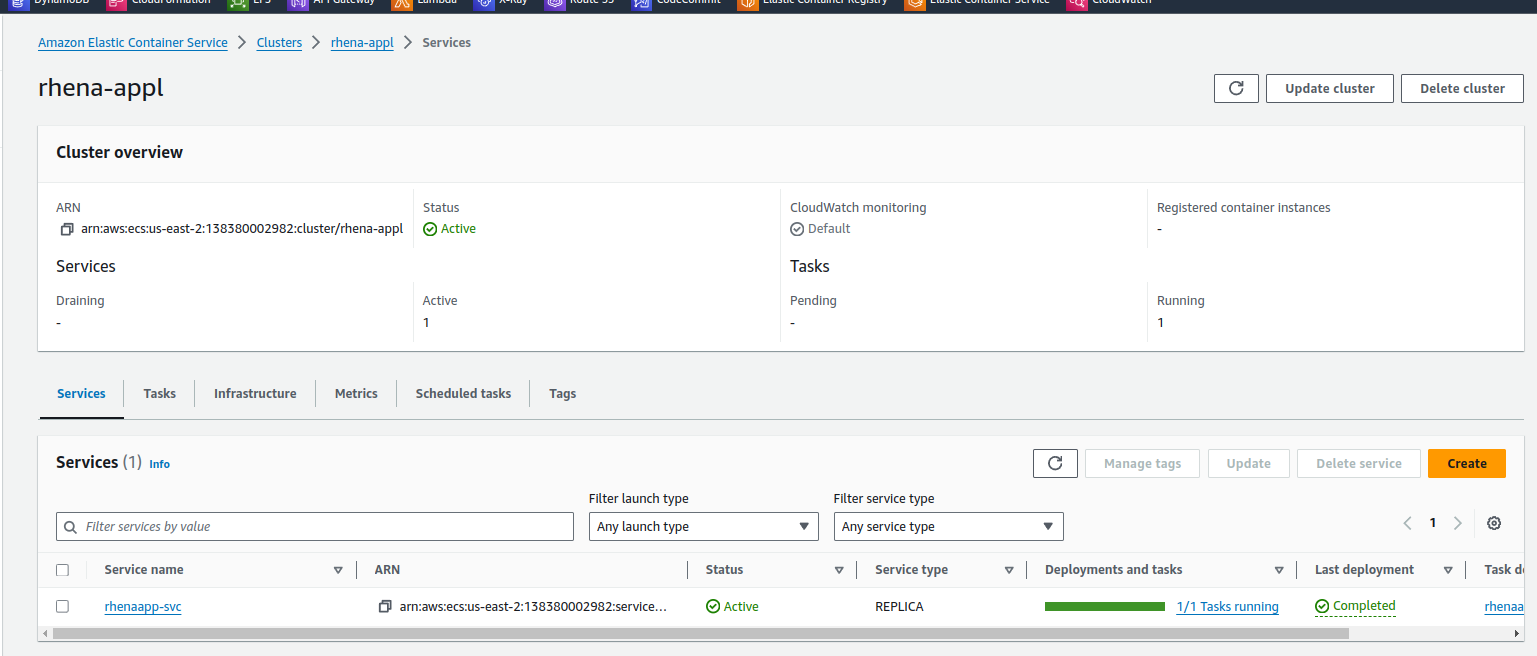 DynamoDB CloudFormation EFS API Gateway Lambda X-Ray Route 53 CodeCommit Elastic Container Registry Elastic Container Service CloudWatch
Amazon Elastic Container Service > Clusters > rhena-appl > Services
rhena-appl
Update cluster
Delete cluster
Cluster overview
ARN
arn:aws:ecs:us-east-2:138380002982:cluster/rhena-appl
Status
Active
CloudWatch monitoring
Default
Registered container instances
-
Services
Tasks
Draining
-
Active
1
Pending
-
Running
1
Services Tasks Infrastructure Metrics Scheduled tasks Tags
Services (1) Info
Manage tags
Update
Delete service
Create
Filter services by value
Filter launch type
Any launch type
Filter service type
Any service type
1
Service name ARN Status Service type Deployments and tasks Last deployment Task de
rhenaapp-svc arn:aws:ecs:us-east-2:138380002982:service... Active REPLICA 1/1 Tasks running Completed rhenaa